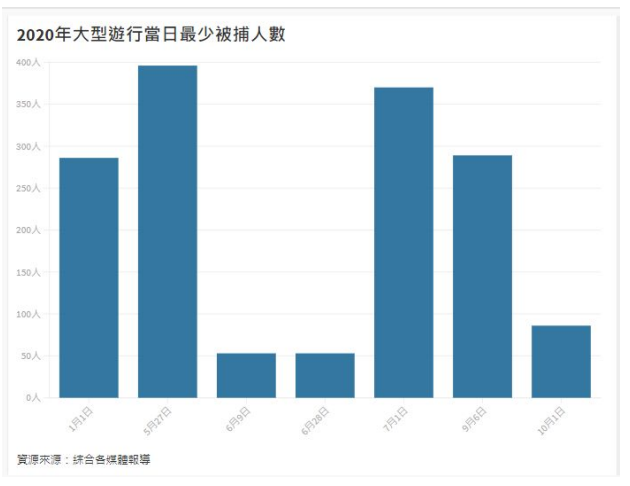 2020年大型遊行當日最少被捕人數
400人
350人
300人
250人
200人
150人
100人
50人
0人
1月1日
5月27日
6月9日
6月28日
7月1日
9月6日
10月1日
資源來源：綜合各媒體報導